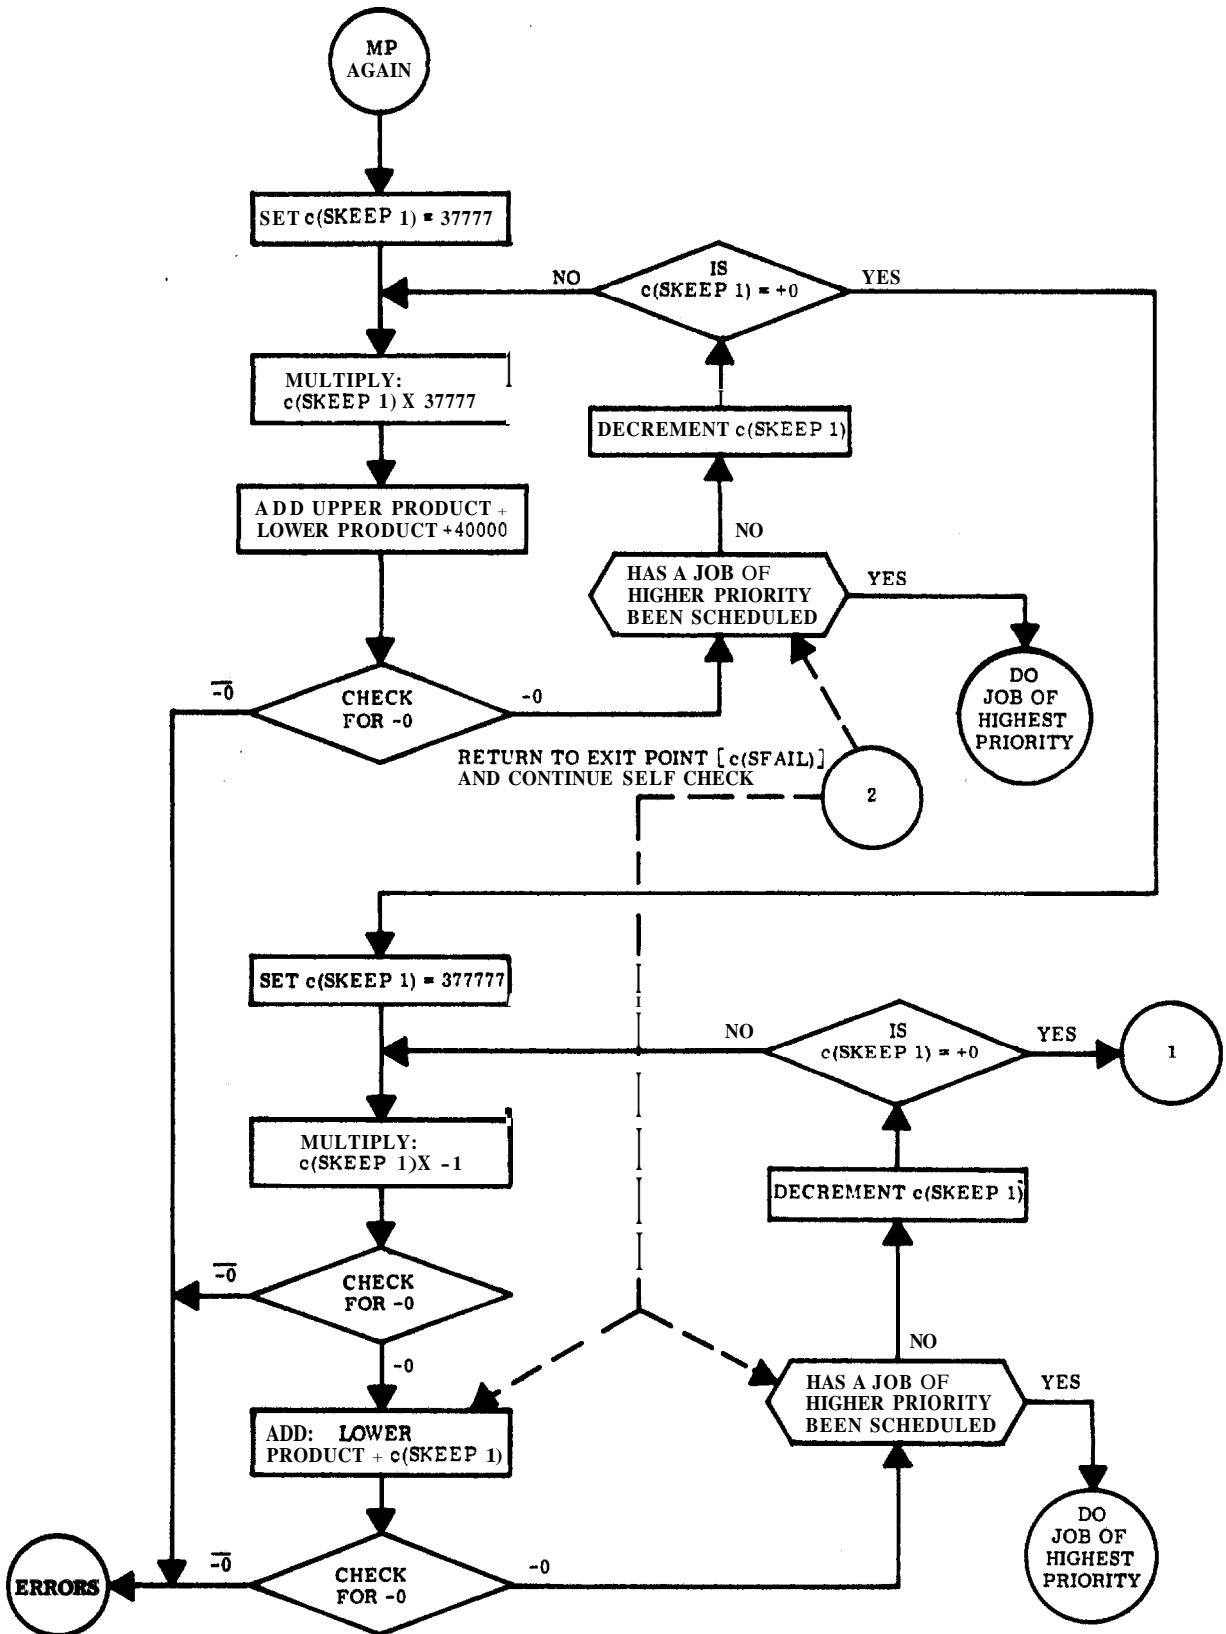 MP
AGAIN
SET c(SKEEP 1) = 37777
IS
c(SKEEP 1) = +0
NO
YES
MULTIPLY:
c(SKEEP 1) X 37777
DECREMENT c(SKEEP 1)
ADD UPPER PRODUCT +
LOWER PRODUCT +40000
NO
HAS A JOB OF
HIGHER PRIORITY
BEEN SCHEDULED
YES
DO
JOB OF
HIGHEST
PRIORITY
-0
CHECK
FOR -0
-0
RETURN TO EXIT POINT [c(SFAIL)]
AND CONTINUE SELF CHECK
2
SET c(SKEEP 1) = 377777
NO
IS
c(SKEEP 1) = +0
YES
1
MULTIPLY:
c(SKEEP 1)X -1
DECREMENT c(SKEEP 1)
-0
CHECK
FOR -0
-0
NO
HAS A JOB OF
HIGHER PRIORITY
BEEN SCHEDULED
YES
ADD: LOWER
PRODUCT + c(SKEEP 1)
DO
JOB OF
HIGHEST
PRIORITY
ERRORS
-0
CHECK
FOR -0
-0